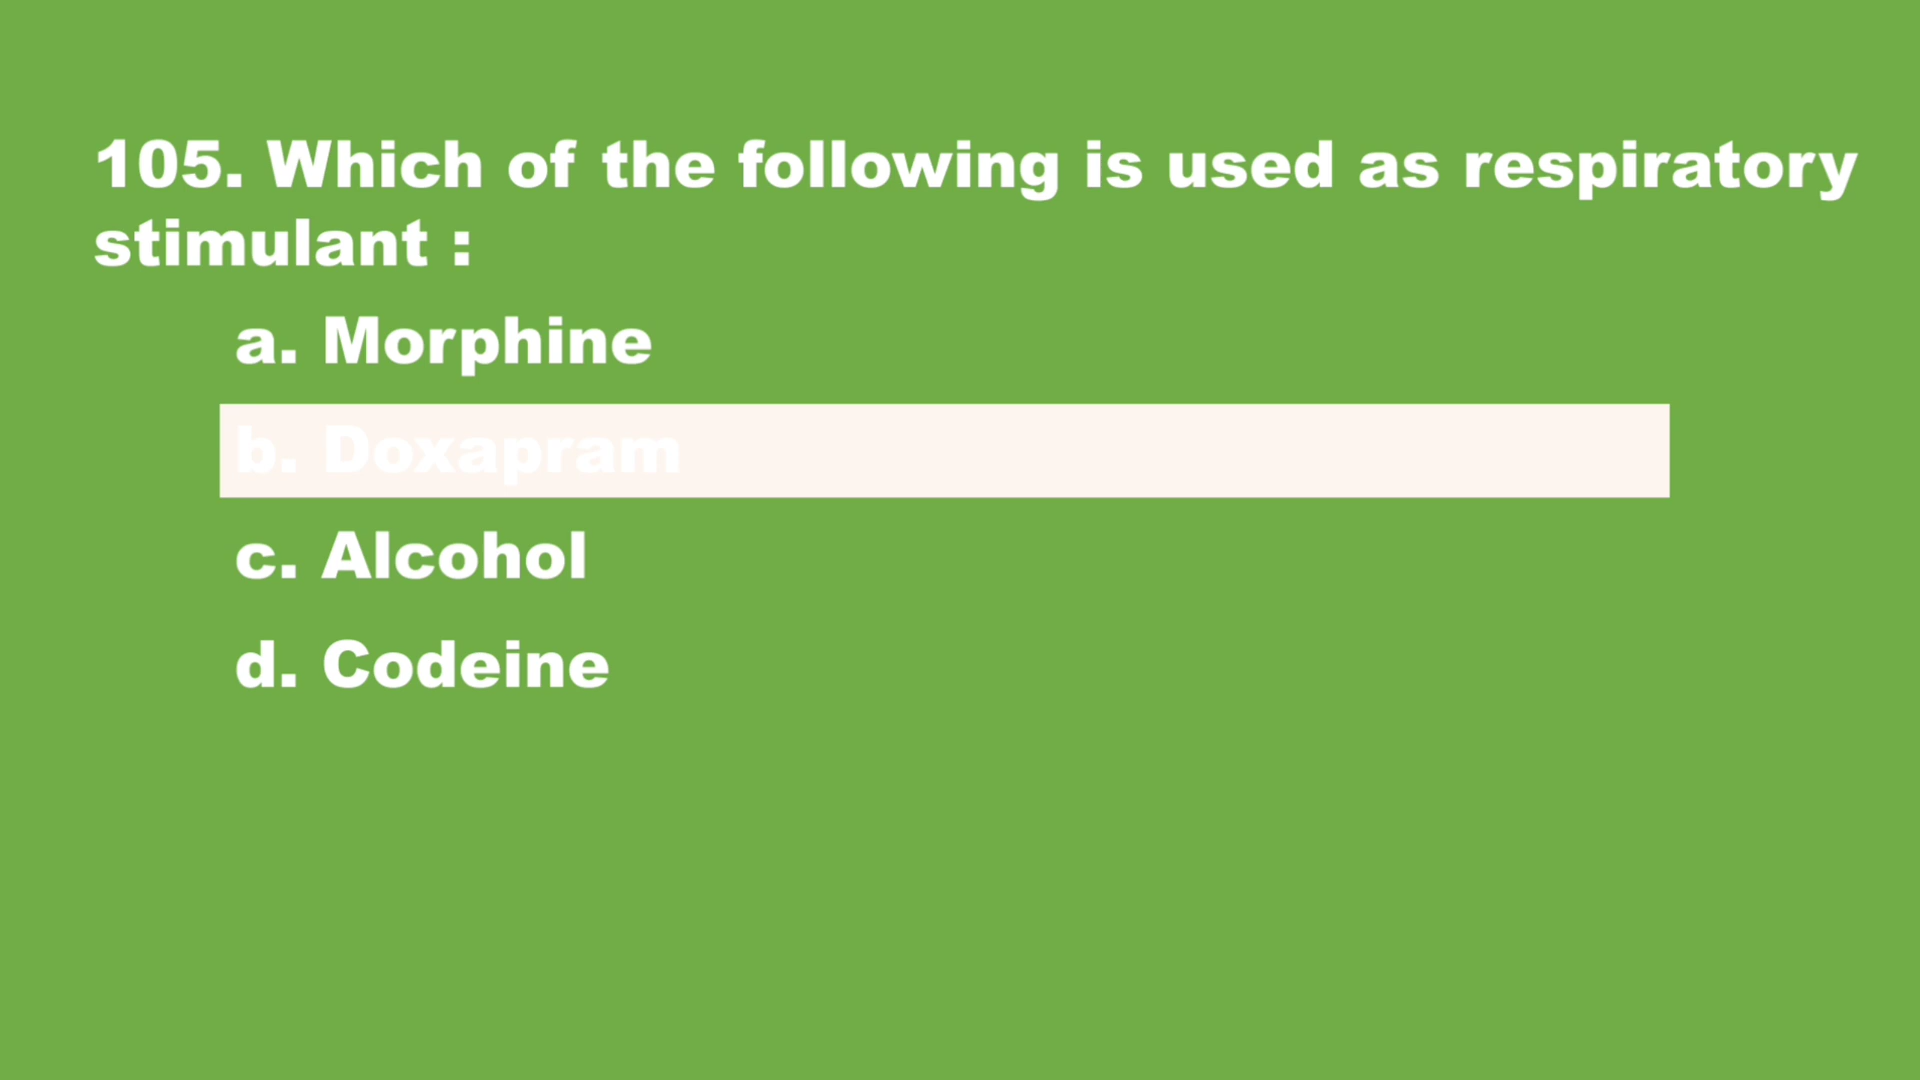 105. Which of the following is used as respiratory
stimulant :
a. Morphine
b. Doxapram
c. Alcohol
d. Codeine